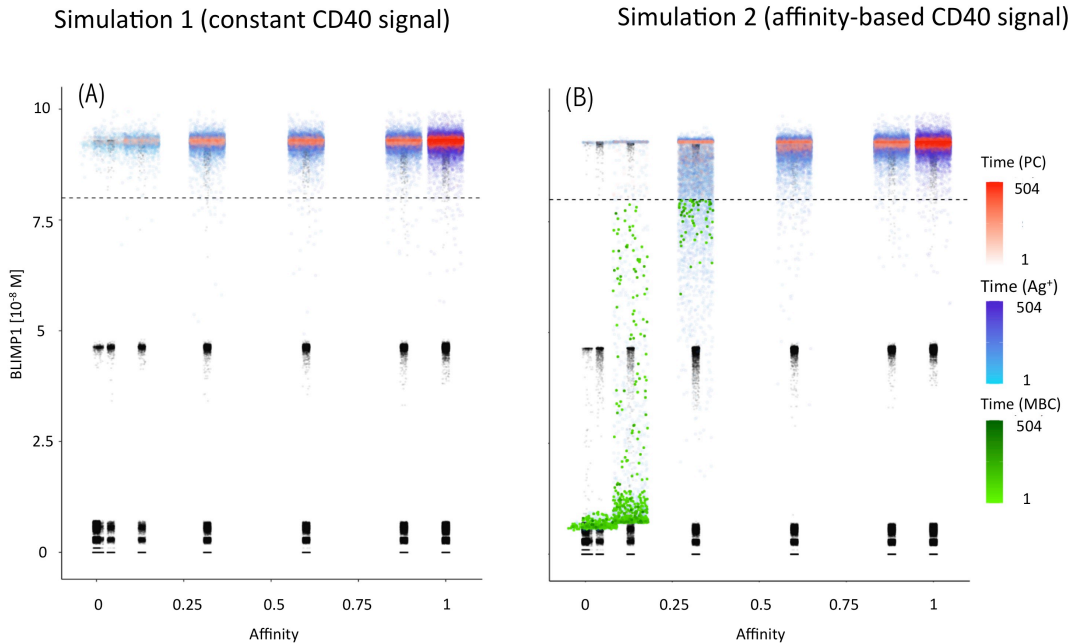 Simulation 1 (constant CD40 signal)
Simulation 2 (affinity-based CD40 signal)
(A)
(B)
10
7.5
5
2.5
0
BLIMP1 [10⁻⁸ M]
0
0.25
0.5
0.75
1
Affinity
0
0.25
0.5
0.75
1
Affinity
Time (PC)
504
1
Time (Ag⁺)
504
1
Time (MBC)
504
1